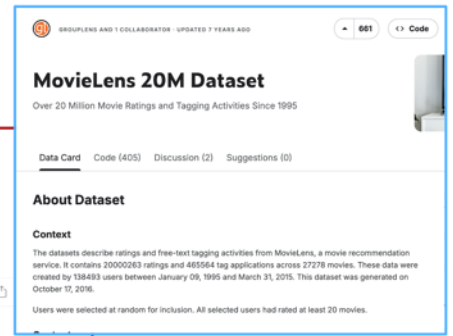 GROUPLENS AND 1 COLLABORATOR · UPDATED 7 YEARS AGO
661
<> Code
MovieLens 20M Dataset
Over 20 Million Movie Ratings and Tagging Activities Since 1995
Data Card Code (405) Discussion (2) Suggestions (0)
About Dataset
Context
The datasets describe ratings and free-text tagging activities from MovieLens, a movie recommendation
service. It contains 20000263 ratings and 465564 tag applications across 27278 movies. These data were
created by 138493 users between January 09, 1995 and March 31, 2015. This dataset was generated on
October 17, 2016.
Users were selected at random for inclusion. All selected users had rated at least 20 movies.